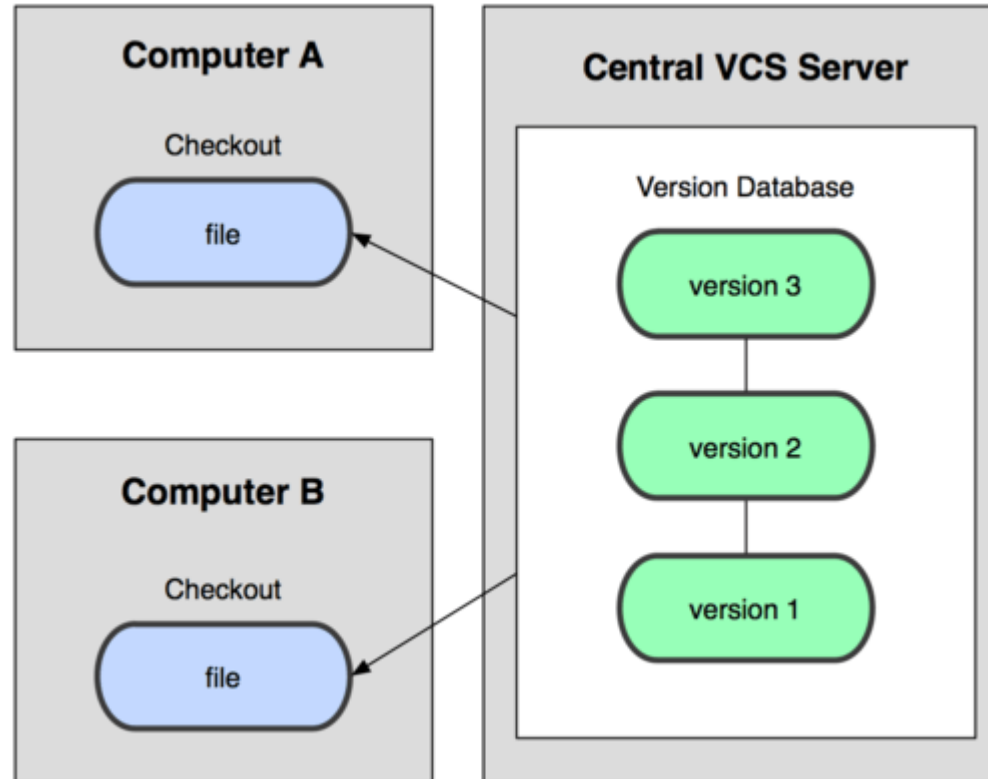 Computer A
Checkout
file
Computer B
Checkout
file
Central VCS Server
Version Database
version 3
version 2
version 1